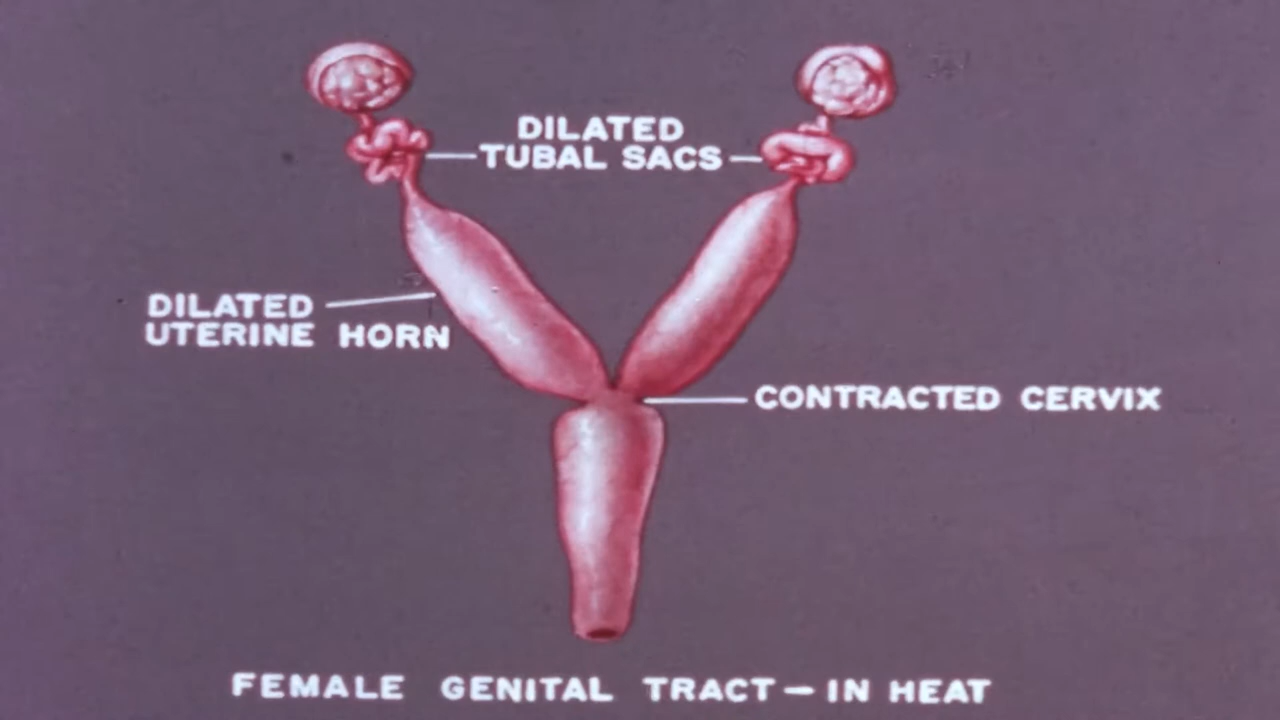 DILATED
TUBAL SACS
DILATED
UTERINE HORN
CONTRACTED CERVIX
FEMALE GENITAL TRACT — IN HEAT